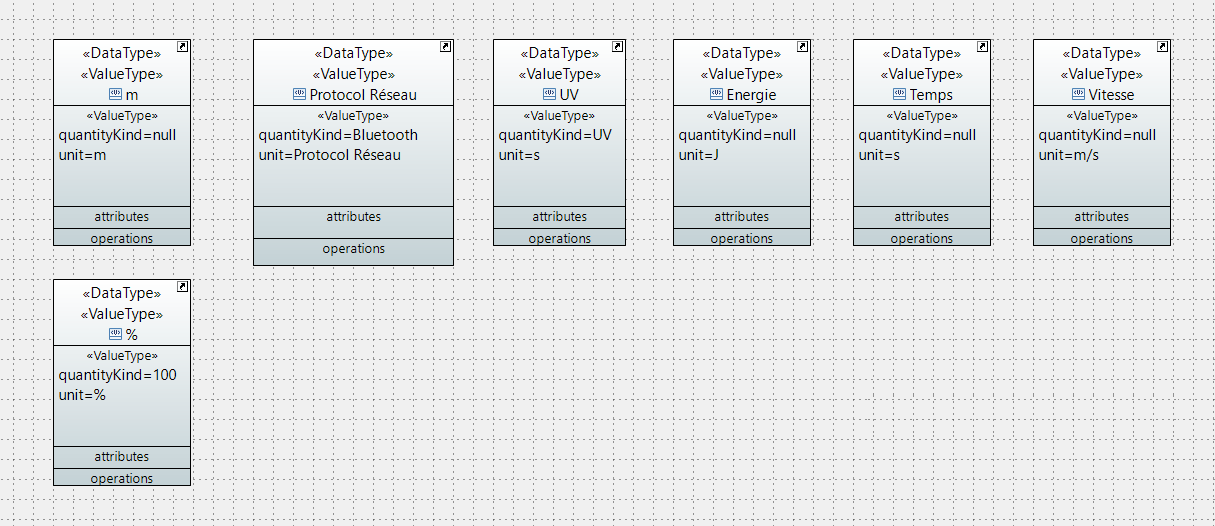 «DataType»
«ValueType»
m
«ValueType»
quantityKind=null
unit=m
attributes
operations
«DataType»
«ValueType»
Protocol Réseau
«ValueType»
quantityKind=Bluetooth
unit=Protocol Réseau
attributes
operations
«DataType»
«ValueType»
UV
«ValueType»
quantityKind=UV
unit=s
attributes
operations
«DataType»
«ValueType»
Energie
«ValueType»
quantityKind=null
unit=J
attributes
operations
«DataType»
«ValueType»
Temps
«ValueType»
quantityKind=null
unit=s
attributes
operations
«DataType»
«ValueType»
Vitesse
«ValueType»
quantityKind=null
unit=m/s
attributes
operations
«DataType»
«ValueType»
%
«ValueType»
quantityKind=100
unit=%
attributes
operations